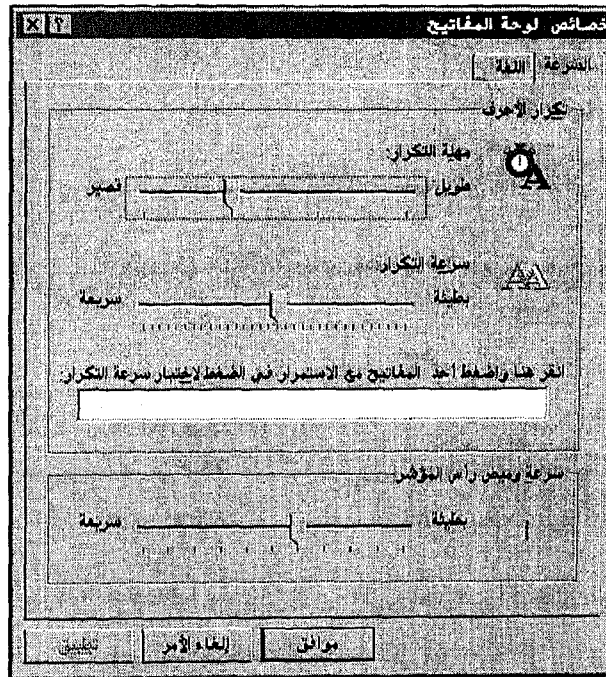 خصائص لوحة المفاتيح
السرعة اللغة
تكرار الأحرف
مهلة التكرار:
طويل قصير
سرعة التكرار:
بطيئة سريعة
انقر هنا واضغط أحد المفاتيح مع الاستمرار في الضغط لاختبار سرعة التكرار:
سرعة وميض رأس المؤشر
بطيئة سريعة
موافق إلغاء الأمر تطبيق